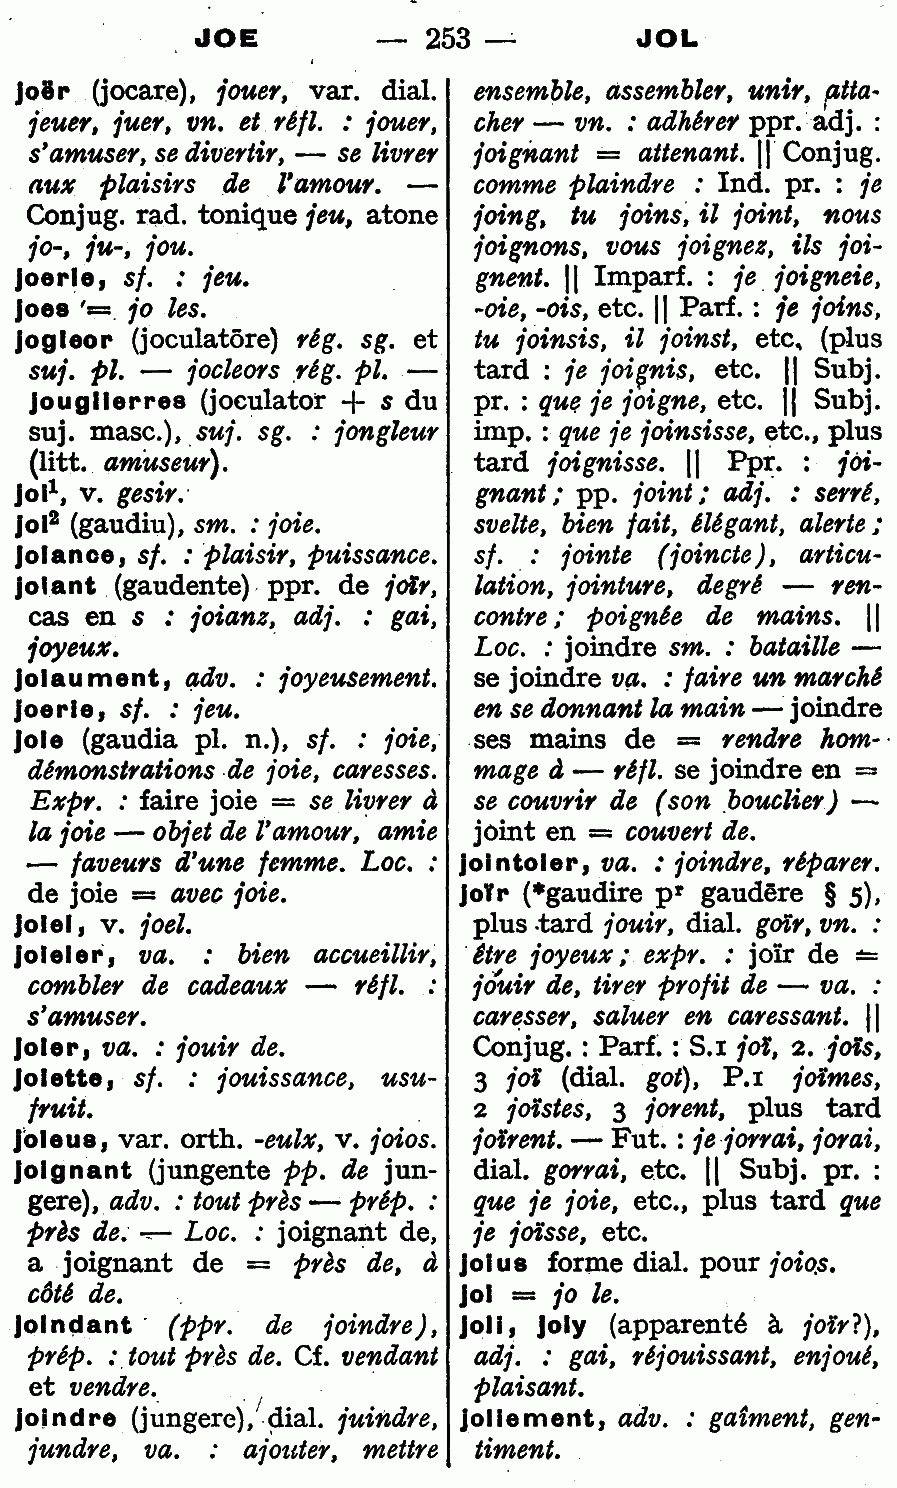 JOE — 253 — JOL
joër (jocare), jouer, var. dial.
jeuer, juer, vn. et réfl. : jouer,
s'amuser, se divertir, — se livrer
aux plaisirs de l'amour. —
Conjug. rad. tonique jeu, atone
jo-, ju-, jou.
joerie, sf. : jeu.
joes = jo les.
jogleor (joculatōre) rég. sg. et
suj. pl. — jocleors rég. pl. —
jouglierres (joculator + s du
suj. masc.), suj. sg. : jongleur
(litt. amuseur).
joi¹, v. gesir.
joi² (gaudiu), sm. : joie.
joiance, sf. : plaisir, puissance.
joiant (gaudente) ppr. de joïr,
cas en s : joianz, adj. : gai,
joyeux.
joiaument, adv. : joyeusement.
joerie, sf. : jeu.
joie (gaudia pl. n.), sf. : joie,
démonstrations de joie, caresses.
Expr. : faire joie = se livrer à
la joie — objet de l'amour, amie
— faveurs d'une femme. Loc. :
de joie = avec joie.
joiel, v. joel.
joieler, va. : bien accueillir,
combler de cadeaux — réfl. :
s'amuser.
joier, va. : jouir de.
joiette, sf. : jouissance, usu-
fruit.
joieus, var. orth. -eulx, v. joios.
joignant (jungente pp. de jun-
gere), adv. : tout près — prép. :
près de. — Loc. : joignant de,
a joignant de = près de, à
côté de.
joindant (ppr. de joindre),
prép. : tout près de. Cf. vendant
et vendre.
joindre (jungere), dial. juindre,
jundre, va. : ajouter, mettre
ensemble, assembler, unir, atta-
cher — vn. : adhérer ppr. adj. :
joignant = attenant. || Conjug.
comme plaindre : Ind. pr. : je
joing, tu joins, il joint, nous
joignons, vous joignez, ils joi-
gnent. || Imparf. : je joigneie,
-oie, -ois, etc. || Parf. : je joins,
tu joinsis, il joinst, etc, (plus
tard : je joignis, etc. || Subj.
pr. : que je joigne, etc. || Subj.
imp. : que je joinsisse, etc., plus
tard joignisse. || Ppr. : joi-
gnant ; pp. joint ; adj. : serré,
svelte, bien fait, élégant, alerte ;
sf. : jointe (joincte), articu-
lation, jointure, degré — ren-
contre ; poignée de mains. ||
Loc. : joindre sm. : bataille —
se joindre va. : faire un marché
en se donnant la main — joindre
ses mains de = rendre hom-
mage à — réfl. se joindre en =
se couvrir de (son bouclier) —
joint en = couvert de.
jointoier, va. : joindre, réparer.
joïr (*gaudire pʳ gaudēre § 5),
plus tard jouir, dial. goïr, vn. :
être joyeux ; expr. : joïr de =
jouir de, tirer profit de — va. :
caresser, saluer en caressant. ||
Conjug. : Parf. : S.1 joï, 2. joïs,
3 joï (dial. got), P.1 joïmes,
2 joïstes, 3 jorent, plus tard
joïrent. — Fut. : je jorrai, jorai,
dial. gorrai, etc. || Subj. pr. :
que je joie, etc., plus tard que
je joïsse, etc.
joius forme dial. pour joios.
jol = jo le.
joli, joly (apparenté à joïr?),
adj. : gai, réjouissant, enjoué,
plaisant.
joliement, adv. : gaîment, gen-
timent.